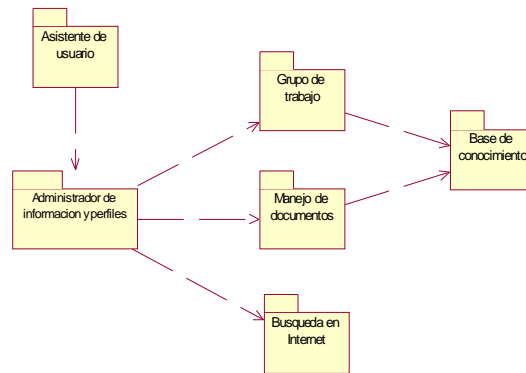 Asistente de
usuario
Grupo de
trabajo
Base de
conocimiento
Administrador de
informacion y perfiles
Manejo de
documentos
Busqueda en
Internet